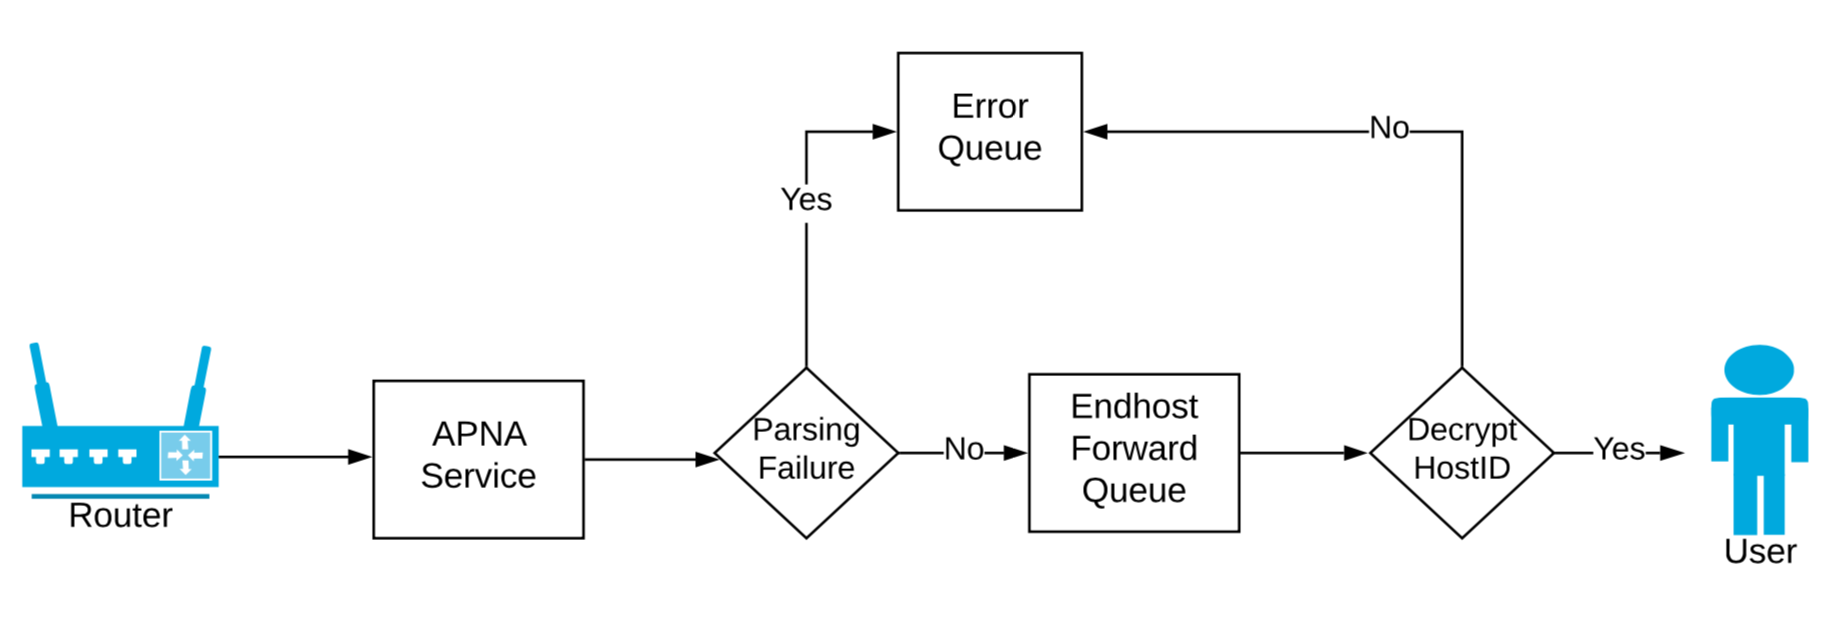 Error
Queue
No
Yes
Router
APNA
Service
Parsing
Failure
No
Endhost
Forward
Queue
Decrypt
HostID
Yes
User